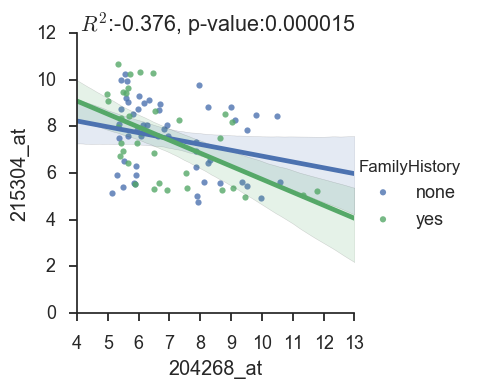 R²:-0.376, p-value:0.000015
12
10
8
6
4
2
0
215304_at
4 5 6 7 8 9 10 11 12 13
204268_at
FamilyHistory
none
yes